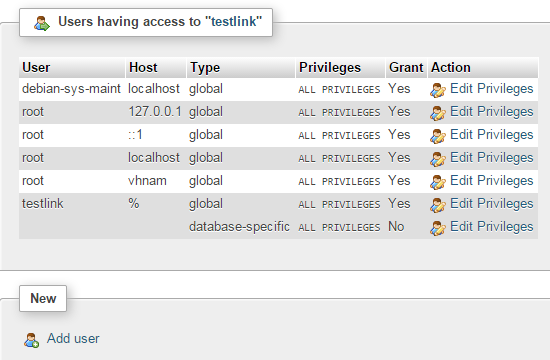 Users having access to "testlink"
User Host Type Privileges Grant Action
debian-sys-maint localhost global ALL PRIVILEGES Yes Edit Privileges
root 127.0.0.1 global ALL PRIVILEGES Yes Edit Privileges
root ::1 global ALL PRIVILEGES Yes Edit Privileges
root localhost global ALL PRIVILEGES Yes Edit Privileges
root vhnam global ALL PRIVILEGES Yes Edit Privileges
testlink % global ALL PRIVILEGES Yes Edit Privileges
database-specific ALL PRIVILEGES No Edit Privileges
New
Add user